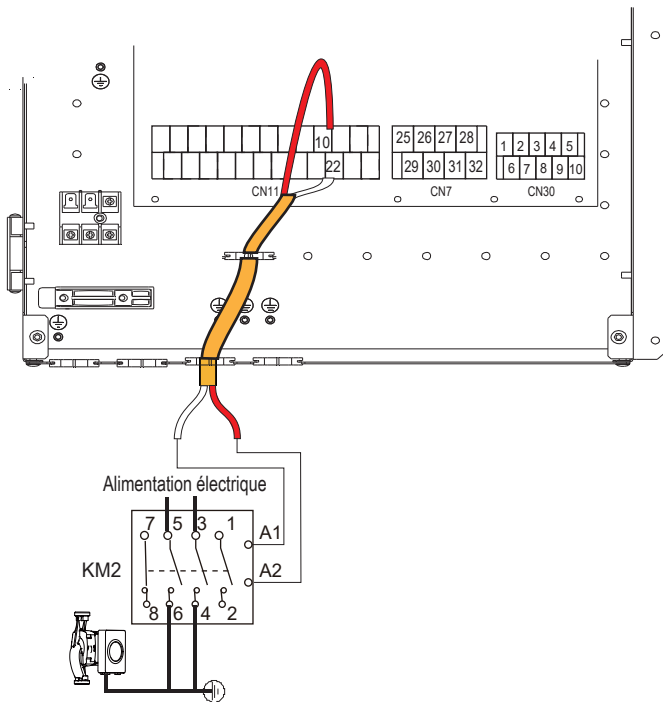 10
25 26 27 28
1 2 3 4 5
22
29 30 31 32
6 7 8 9 10
CN11
CN7
CN30
Alimentation électrique
7 5 3 1
A1
KM2
A2
8 6 4 2